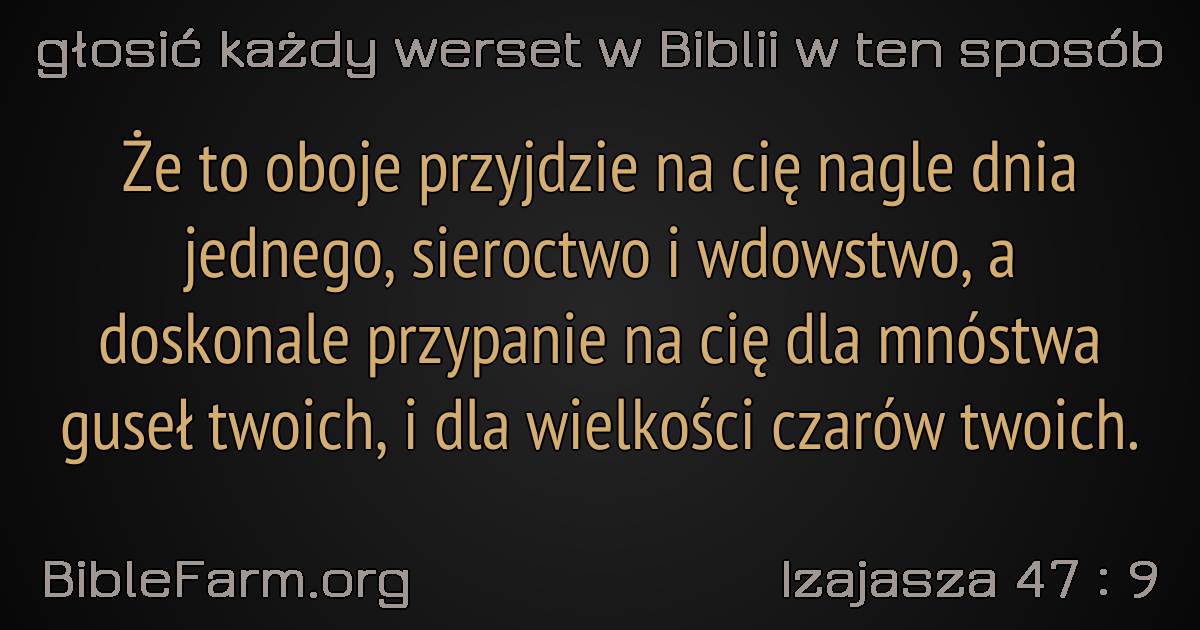 głosić każdy werset w Biblii w ten sposób
Że to oboje przyjdzie na cię nagle dnia
jednego, sieroctwo i wdowstwo, a
doskonale przypanie na cię dla mnóstwa
guseł twoich, i dla wielkości czarów twoich.
BibleFarm.org
Izajasza 47 : 9